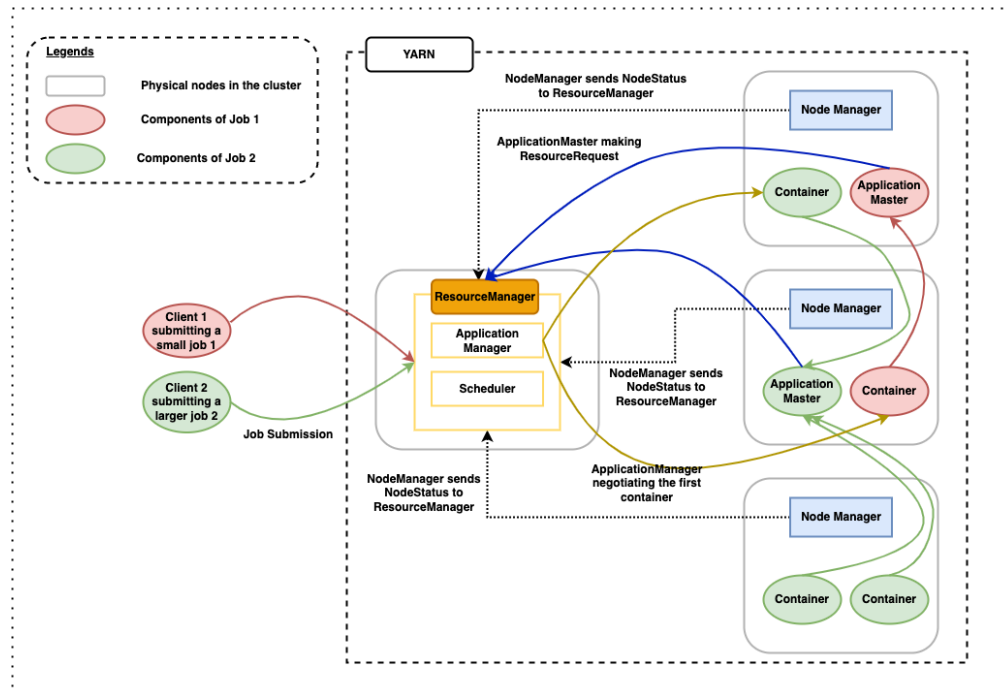 Legends
Physical nodes in the cluster
Components of Job 1
Components of Job 2
YARN
NodeManager sends NodeStatus
to ResourceManager
Node Manager
ApplicationMaster making
ResourceRequest
Container
Application
Master
ResourceManager
Application
Manager
Scheduler
Client 1
submitting a
small job 1
Client 2
submitting a
larger job 2
Job Submission
Node Manager
NodeManager sends
NodeStatus to
ResourceManager
Application
Master
Container
NodeManager sends
NodeStatus to
ResourceManager
ApplicationManager
negotiating the first
container
Node Manager
Container
Container